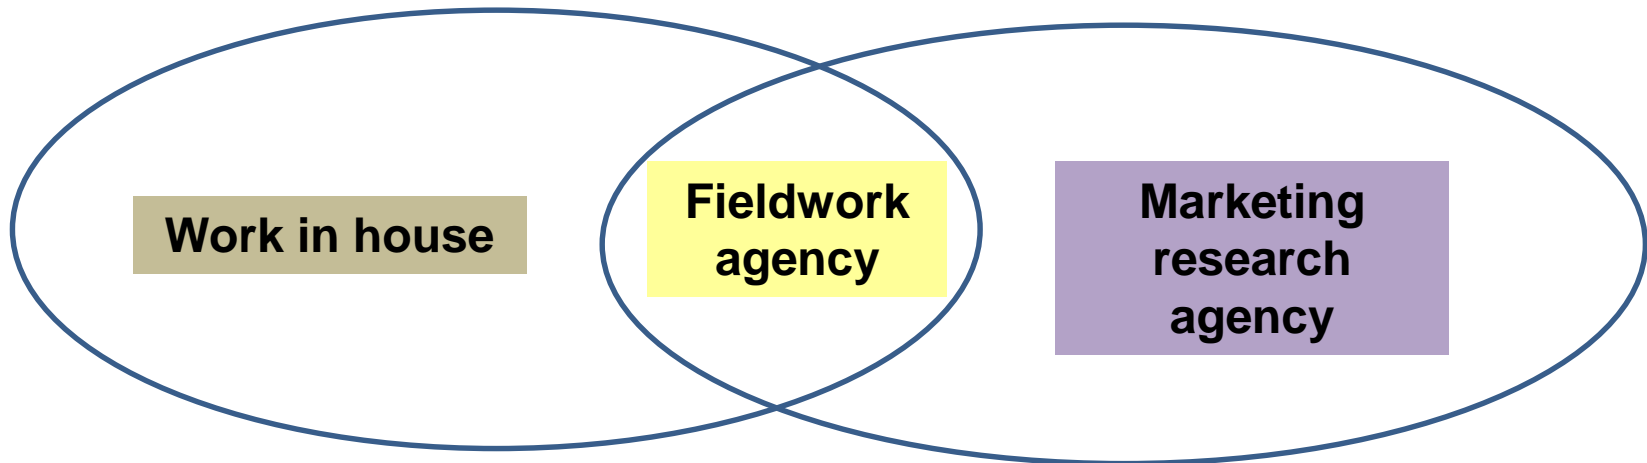 Work in house
Fieldwork
agency
Marketing
research
agency